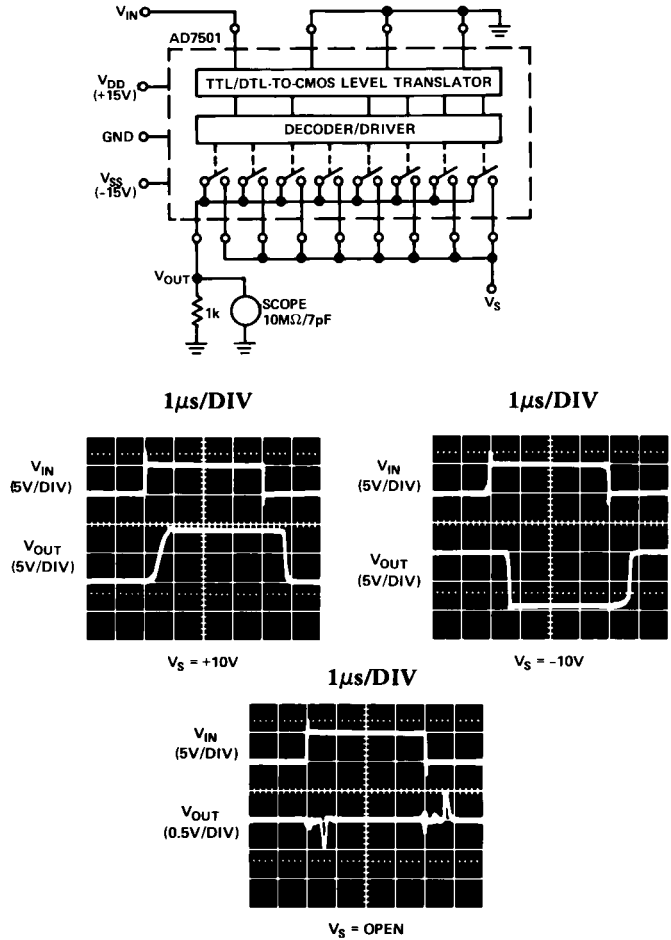 V_IN
AD7501
V_DD
(+15V)
TTL/DTL-TO-CMOS LEVEL TRANSLATOR
GND
DECODER/DRIVER
V_SS
(-15V)
V_OUT
1k
SCOPE
10MΩ/7pF
V_S
1μs/DIV
1μs/DIV
V_IN
(5V/DIV)
V_OUT
(5V/DIV)
V_S = +10V
V_IN
(5V/DIV)
V_OUT
(5V/DIV)
V_S = -10V
1μs/DIV
V_IN
(5V/DIV)
V_OUT
(0.5V/DIV)
V_S = OPEN